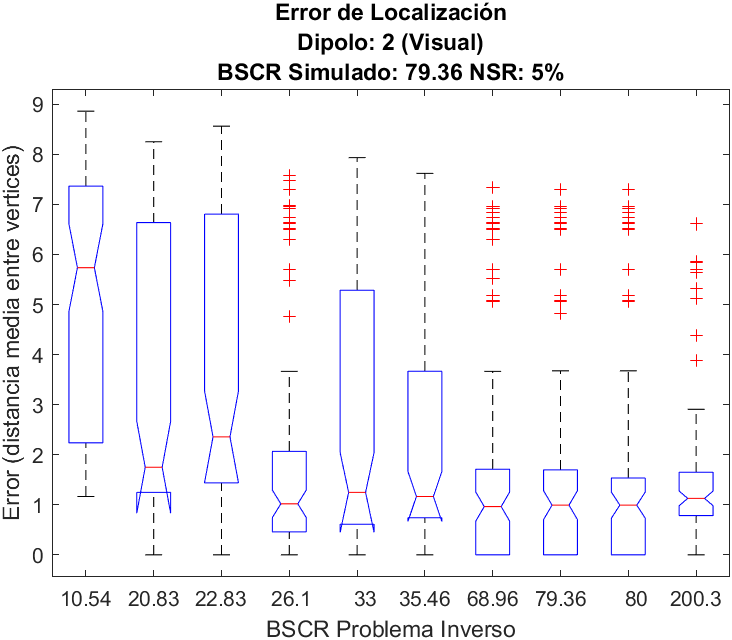 Error de Localización
Dipolo: 2 (Visual)
BSCR Simulado: 79.36 NSR: 5%
Error (distancia media entre vertices)
9
8
7
6
5
4
3
2
1
0
10.54 20.83 22.83 26.1 33 35.46 68.96 79.36 80 200.3
BSCR Problema Inverso